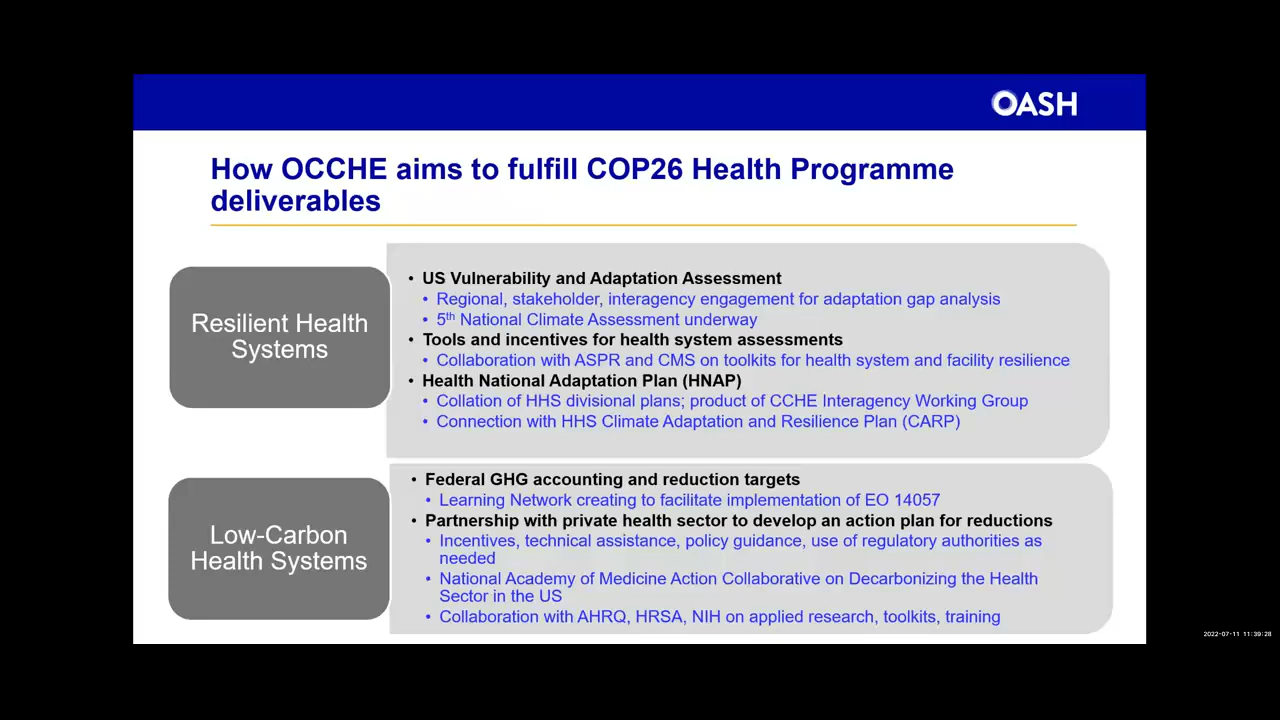 OASH
How OCCHE aims to fulfill COP26 Health Programme
deliverables
Resilient Health
Systems
• US Vulnerability and Adaptation Assessment
• Regional, stakeholder, interagency engagement for adaptation gap analysis
• 5th National Climate Assessment underway
• Tools and incentives for health system assessments
• Collaboration with ASPR and CMS on toolkits for health system and facility resilience
• Health National Adaptation Plan (HNAP)
• Collation of HHS divisional plans; product of CCHE Interagency Working Group
• Connection with HHS Climate Adaptation and Resilience Plan (CARP)
Low-Carbon
Health Systems
• Federal GHG accounting and reduction targets
• Learning Network creating to facilitate implementation of EO 14057
• Partnership with private health sector to develop an action plan for reductions
• Incentives, technical assistance, policy guidance, use of regulatory authorities as
needed
• National Academy of Medicine Action Collaborative on Decarbonizing the Health
Sector in the US
• Collaboration with AHRQ, HRSA, NIH on applied research, toolkits, training
2022-07-11 11:39:28